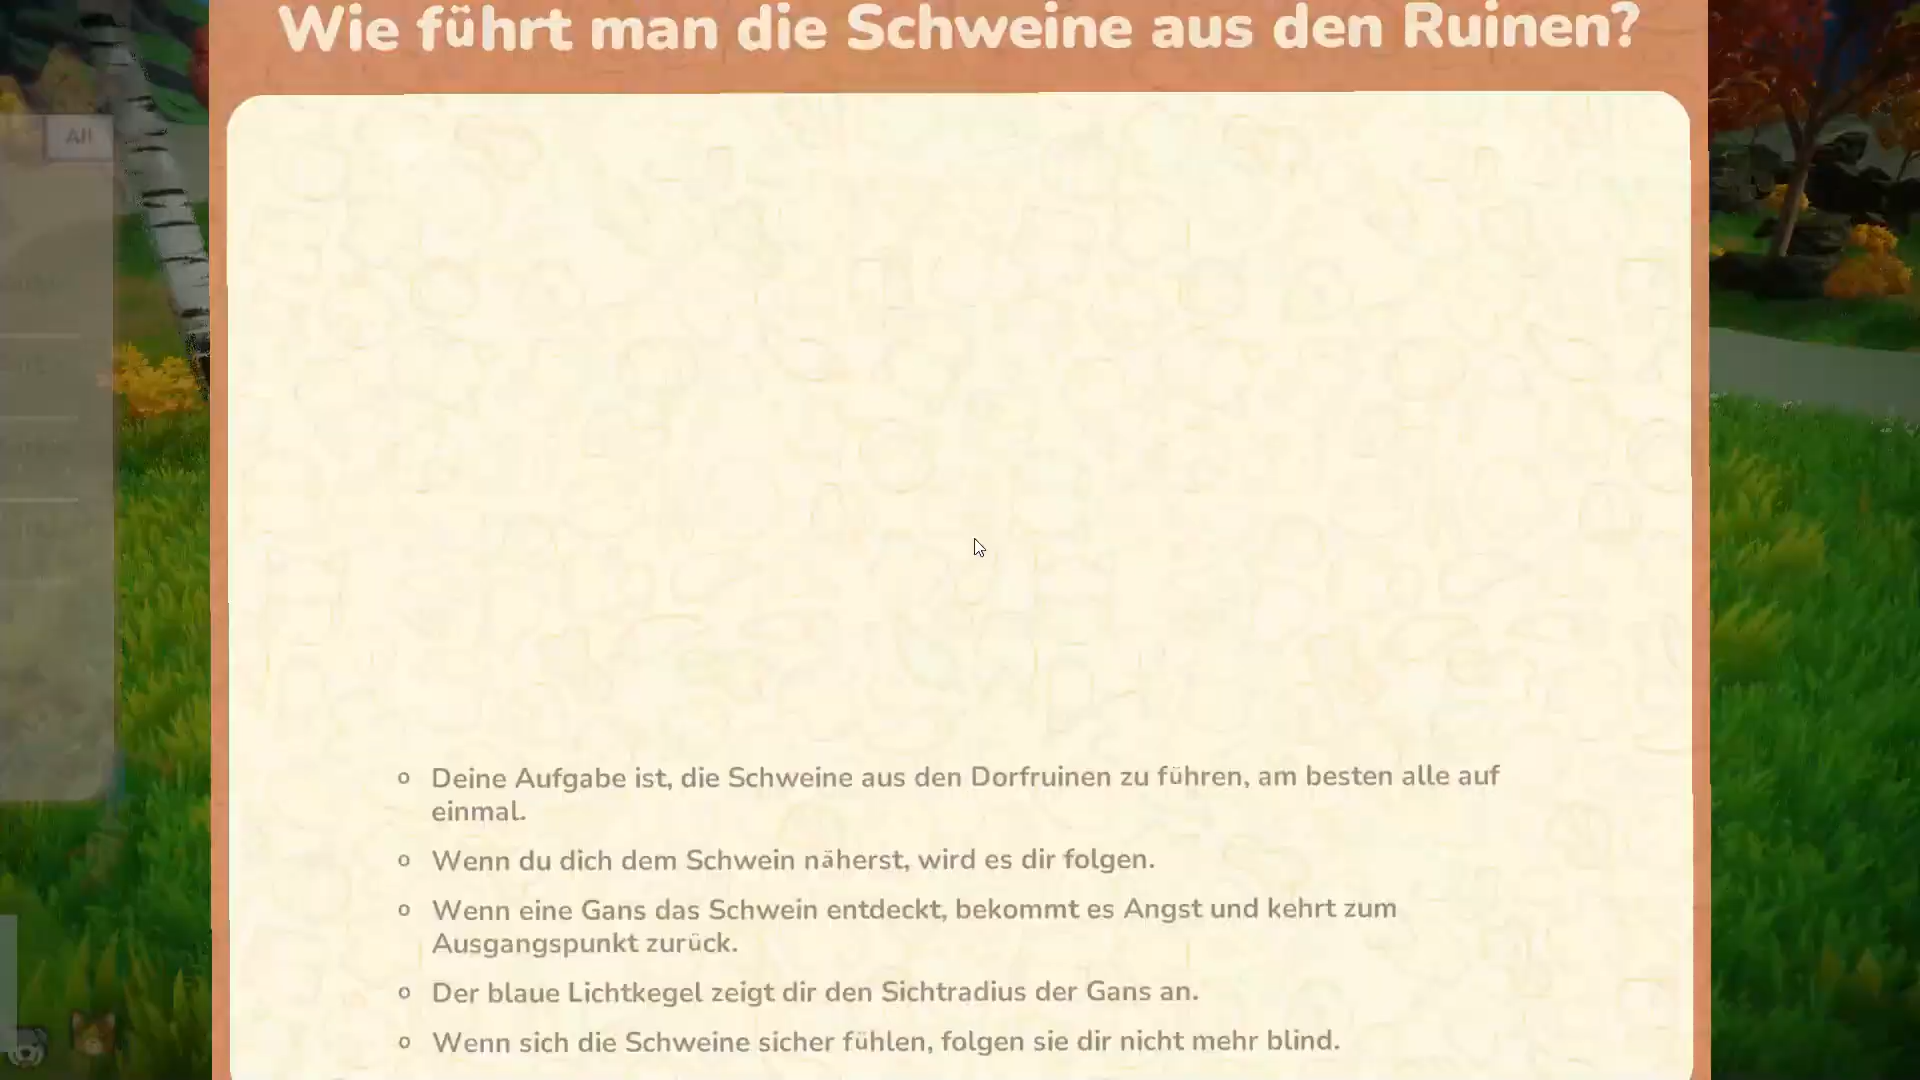 Wie führt man die Schweine aus den Ruinen?
All
o Deine Aufgabe ist, die Schweine aus den Dorfruinen zu führen, am besten alle auf
einmal.
o Wenn du dich dem Schwein näherst, wird es dir folgen.
o Wenn eine Gans das Schwein entdeckt, bekommt es Angst und kehrt zum
Ausgangspunkt zurück.
o Der blaue Lichtkegel zeigt dir den Sichtradius der Gans an.
o Wenn sich die Schweine sicher fühlen, folgen sie dir nicht mehr blind.